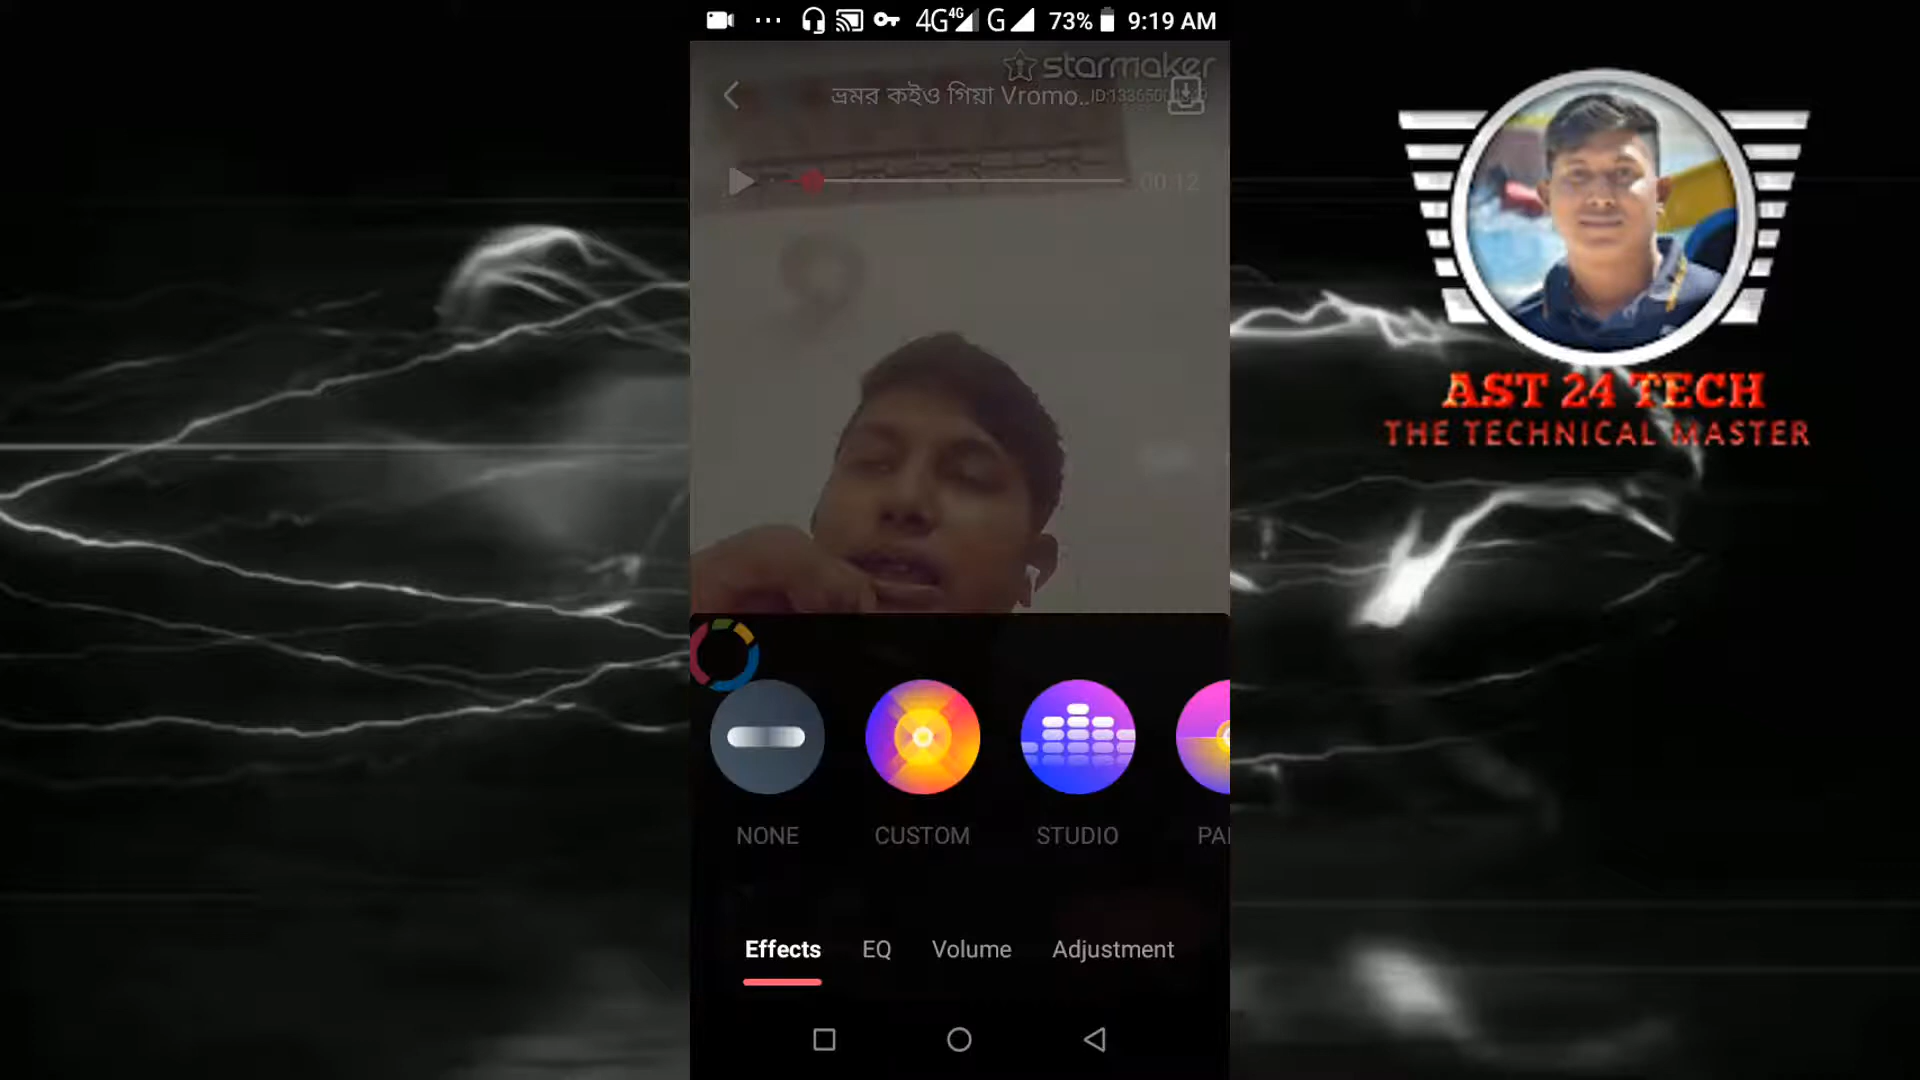 4G 4G G 73% 9:19 AM
starmaker
ভ্রমর কইও গিয়া Vromo..
00:12
AST 24 TECH
THE TECHNICAL MASTER
NONE CUSTOM STUDIO PA
Effects EQ Volume Adjustment